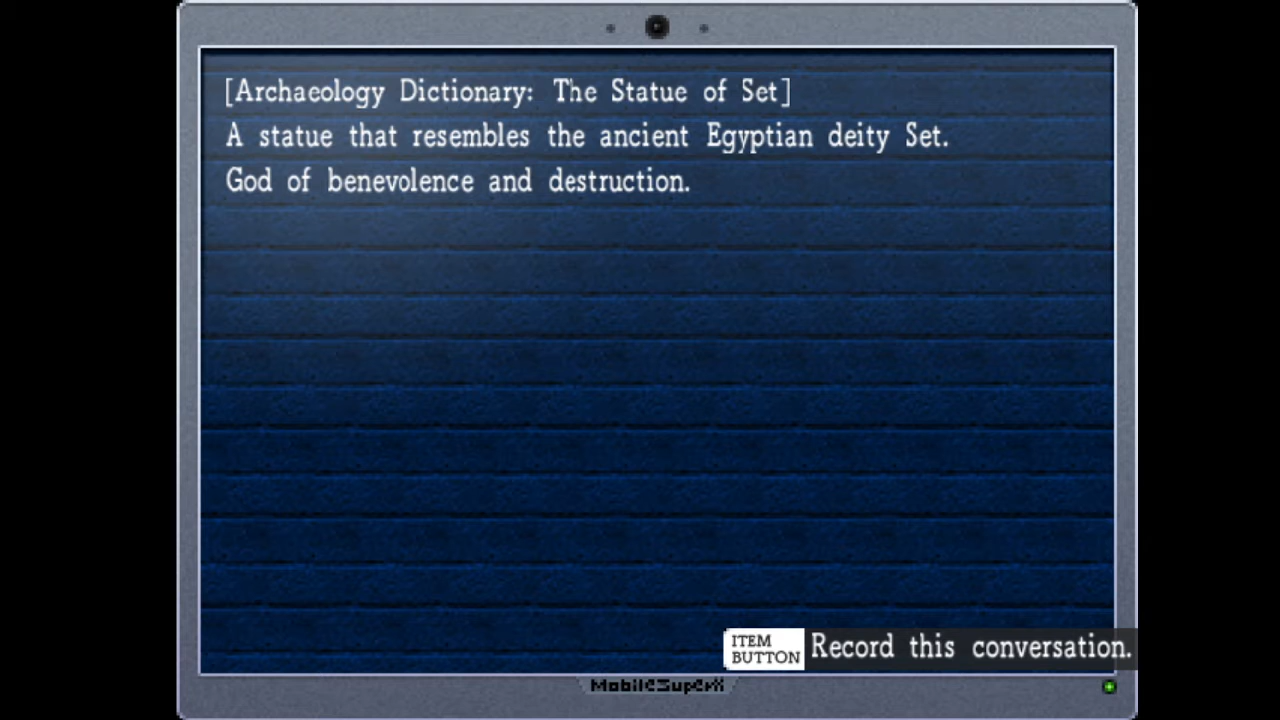 [Archaeology Dictionary: The Statue of Set]
A statue that resembles the ancient Egyptian deity Set.
God of benevolence and destruction.
ITEM
BUTTON
Record this conversation.
MobileSuperX